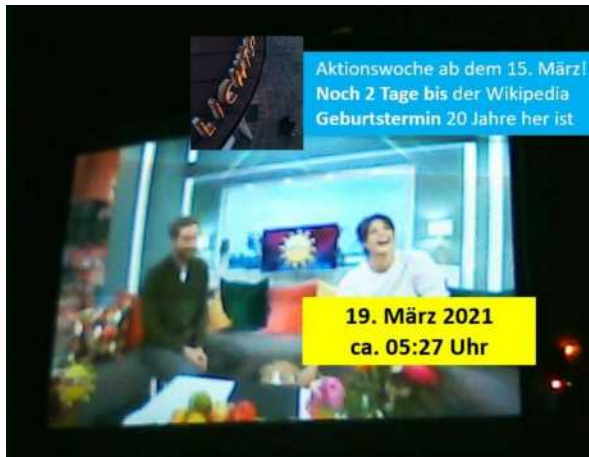 LICHT
Aktionswoche ab dem 15. März!
Noch 2 Tage bis der Wikipedia
Geburtstermin 20 Jahre her ist
19. März 2021
ca. 05:27 Uhr